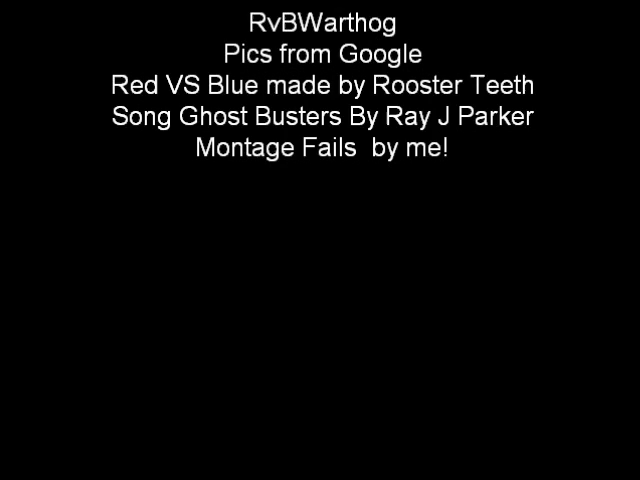 RvBWarthog
Pics from Google
Red VS Blue made by Rooster Teeth
Song Ghost Busters By Ray J Parker
Montage Fails  by me!